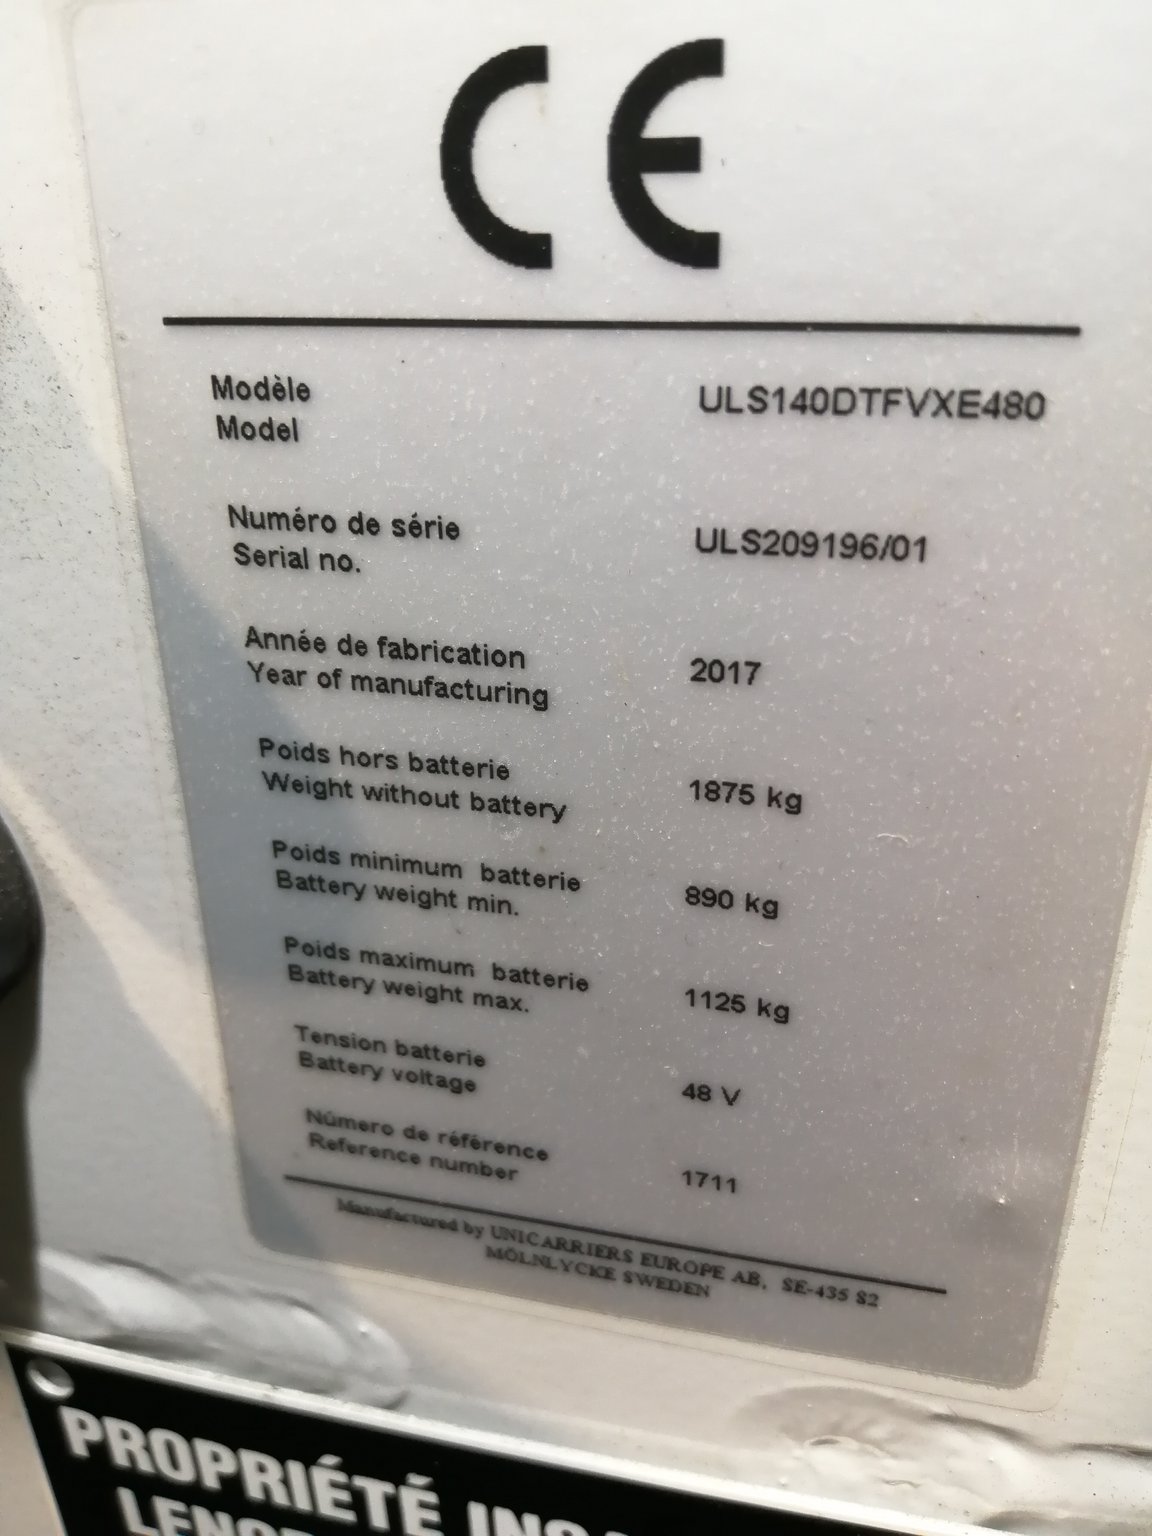 CE
Modèle ULS140DTFVXE480
Model
Numéro de série ULS209196/01
Serial no.
Année de fabrication 2017
Year of manufacturing
Poids hors batterie 1875 kg
Weight without battery
Poids minimum batterie 890 kg
Battery weight min.
Poids maximum batterie 1125 kg
Battery weight max.
Tension batterie 48 V
Battery voltage
Número de référence 1711
Reference number
Manufactured by UNICARRIERS EUROPE AB, SE-435 S2
MÖLNLYCKE SWEDEN
PROPRIÉTÉ